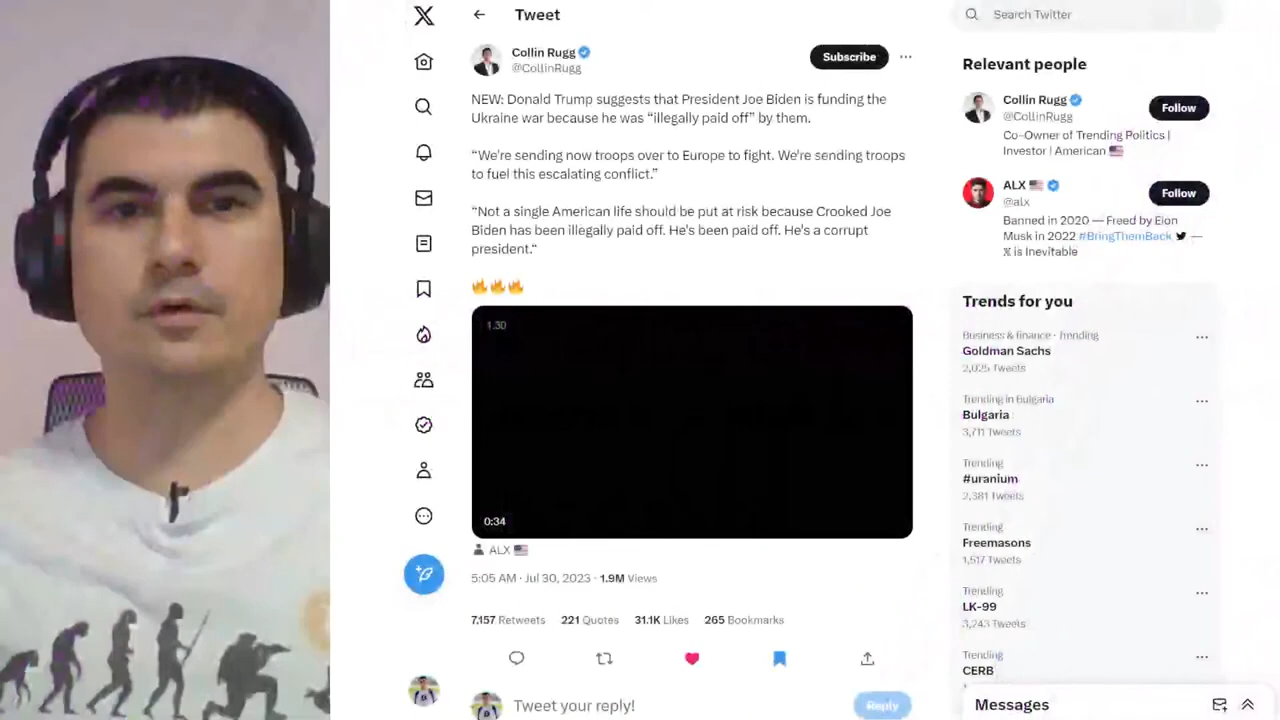 Tweet
Search Twitter
Collin Rugg
@CollinRugg
Subscribe
NEW: Donald Trump suggests that President Joe Biden is funding the
Ukraine war because he was “illegally paid off” by them.
“We're sending now troops over to Europe to fight. We're sending troops
to fuel this escalating conflict.”
“Not a single American life should be put at risk because Crooked Joe
Biden has been illegally paid off. He's been paid off. He's a corrupt
president.“
1.30
0:34
ALX
5:05 AM · Jul 30, 2023 · 1.9M Views
7,157 Retweets 221 Quotes 31.1K Likes 265 Bookmarks
Tweet your reply!
Reply
Relevant people
Collin Rugg
@CollinRugg
Follow
Co-Owner of Trending Politics |
Investor | American
ALX
@alx
Follow
Banned in 2020 — Freed by Elon
Musk in 2022 #BringThemBack —
𝕏 is Inevitable
Trends for you
Business & finance · Trending
Goldman Sachs
2,025 Tweets
Trending in Bulgaria
Bulgaria
3,711 Tweets
Trending
#uranium
2,381 Tweets
Trending
Freemasons
1,517 Tweets
Trending
LK-99
3,243 Tweets
Trending
CERB
Messages